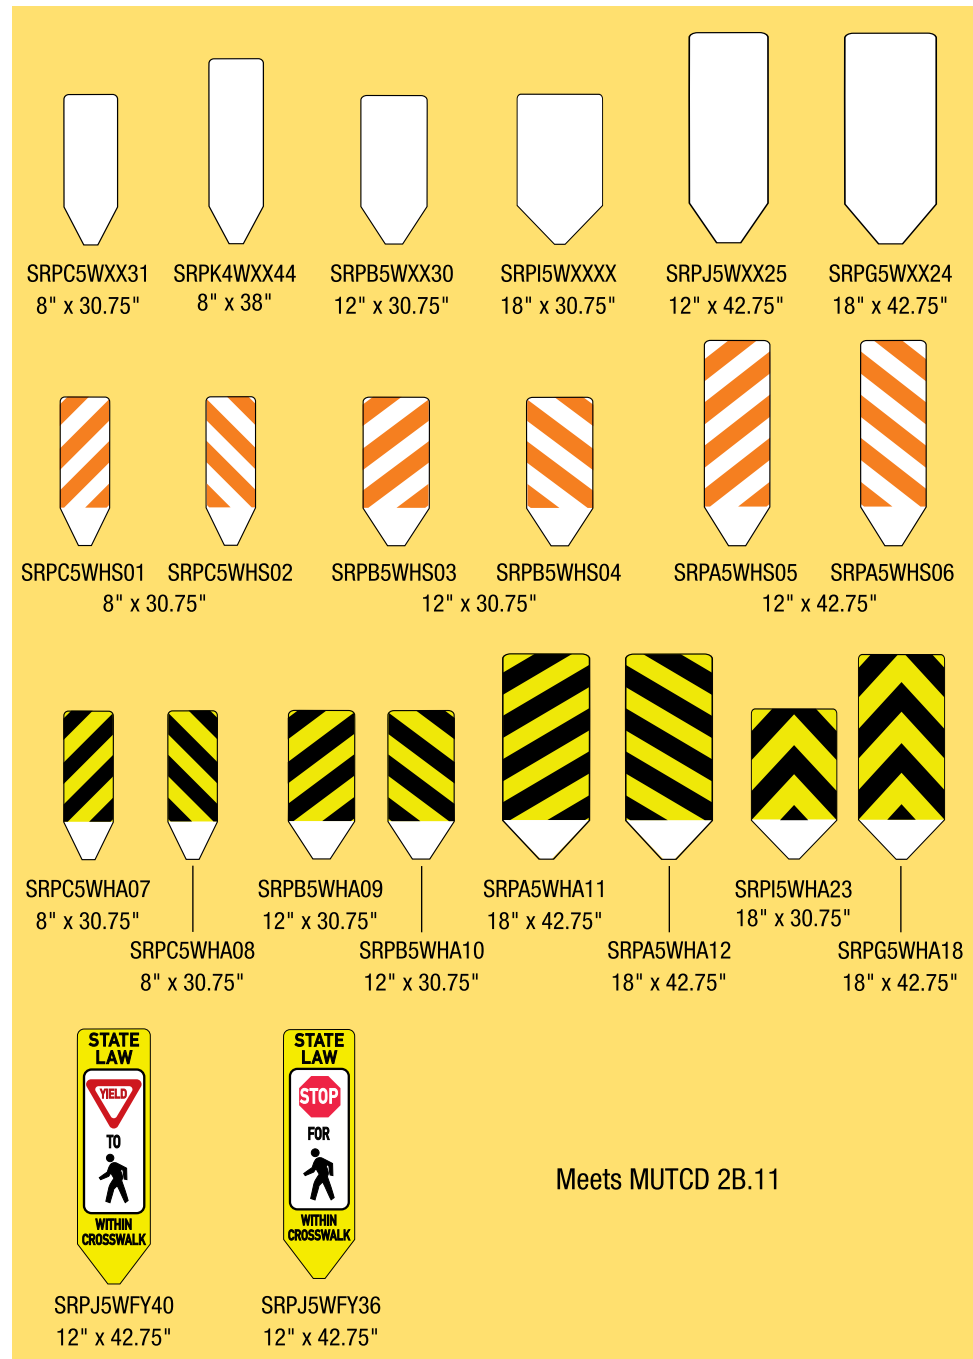 SRPC5WXX31
8" x 30.75"
SRPK4WXX44
8" x 38"
SRPB5WXX30
12" x 30.75"
SRPI5WXXXX
18" x 30.75"
SRPJ5WXX25
12" x 42.75"
SRPG5WXX24
18" x 42.75"
SRPC5WHS01
SRPC5WHS02
8" x 30.75"
SRPB5WHS03
SRPB5WHS04
12" x 30.75"
SRPA5WHS05
SRPA5WHS06
12" x 42.75"
SRPC5WHA07
8" x 30.75"
SRPC5WHA08
8" x 30.75"
SRPB5WHA09
12" x 30.75"
SRPB5WHA10
12" x 30.75"
SRPA5WHA11
18" x 42.75"
SRPA5WHA12
18" x 42.75"
SRPI5WHA23
18" x 30.75"
SRPG5WHA18
18" x 42.75"
STATE
LAW
YIELD
TO
WITHIN
CROSSWALK
SRPJ5WFY40
12" x 42.75"
STATE
LAW
STOP
FOR
WITHIN
CROSSWALK
SRPJ5WFY36
12" x 42.75"
Meets MUTCD 2B.11